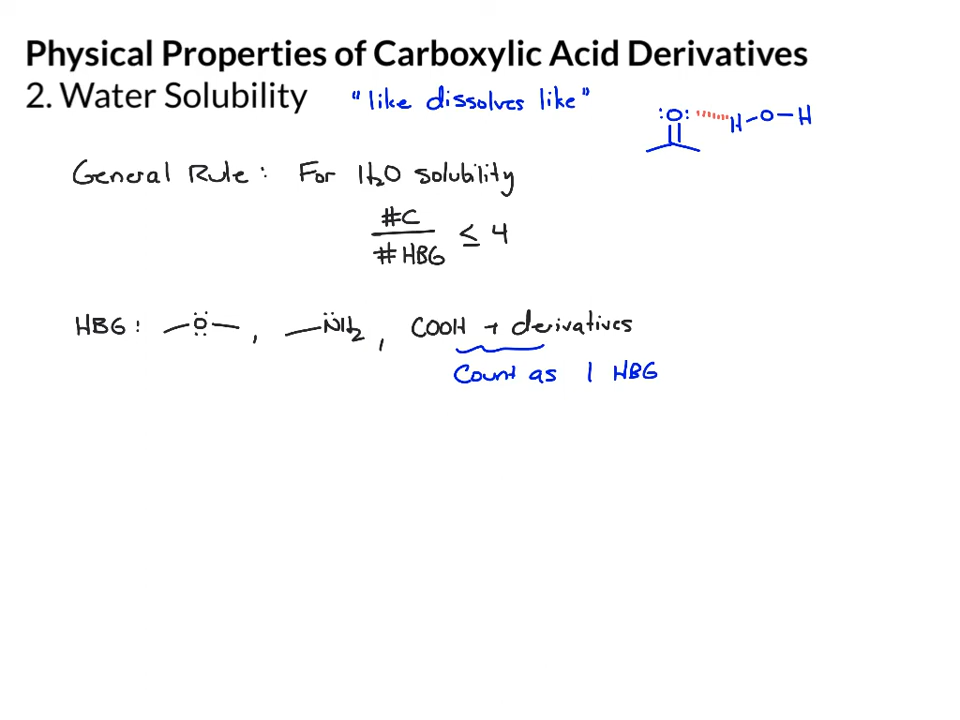 Physical Properties of Carboxylic Acid Derivatives
2. Water Solubility "like dissolves like"
:O: H-O-H
General Rule: For H₂O solubility
#C
# HBG ≤ 4
HBG: -Ö-, -N̈H₂, COOH + derivatives
Count as 1 HBG